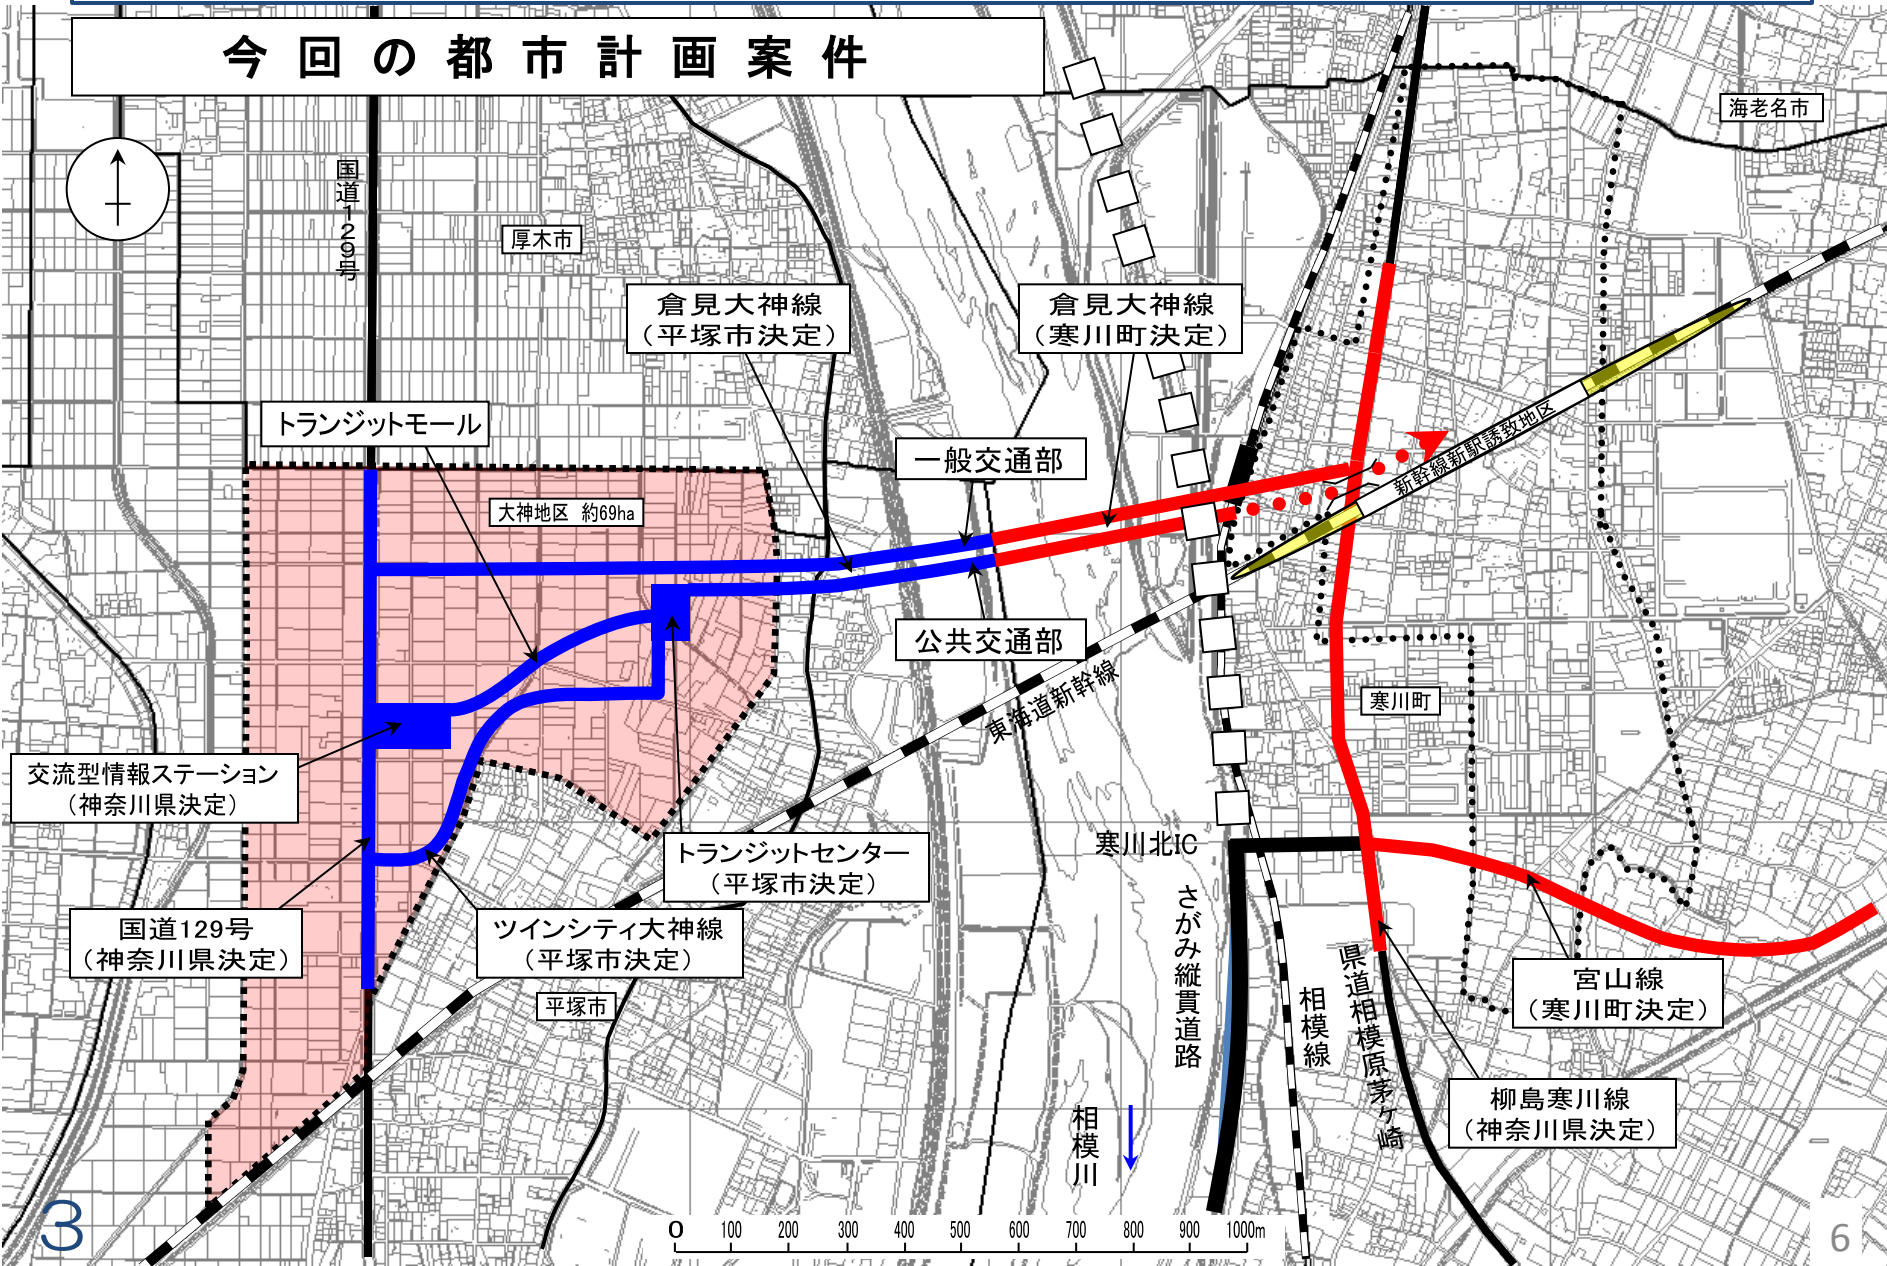 今回の都市計画案件
海老名市
国道129号
厚木市
倉見大神線
（平塚市決定）
倉見大神線
（寒川町決定）
トランジットモール
一般交通部
新幹線新駅誘致地区
大神地区 約69ha
公共交通部
東海道新幹線
寒川町
交流型情報ステーション
（神奈川県決定）
トランジットセンター
（平塚市決定）
寒川北IC
国道129号
（神奈川県決定）
ツインシティ大神線
（平塚市決定）
さがみ縦貫道路
県道相模原茅ケ崎
宮山線
（寒川町決定）
平塚市
相模線
柳島寒川線
（神奈川県決定）
相模川
3
0 100 200 300 400 500 600 700 800 900 1000m
6